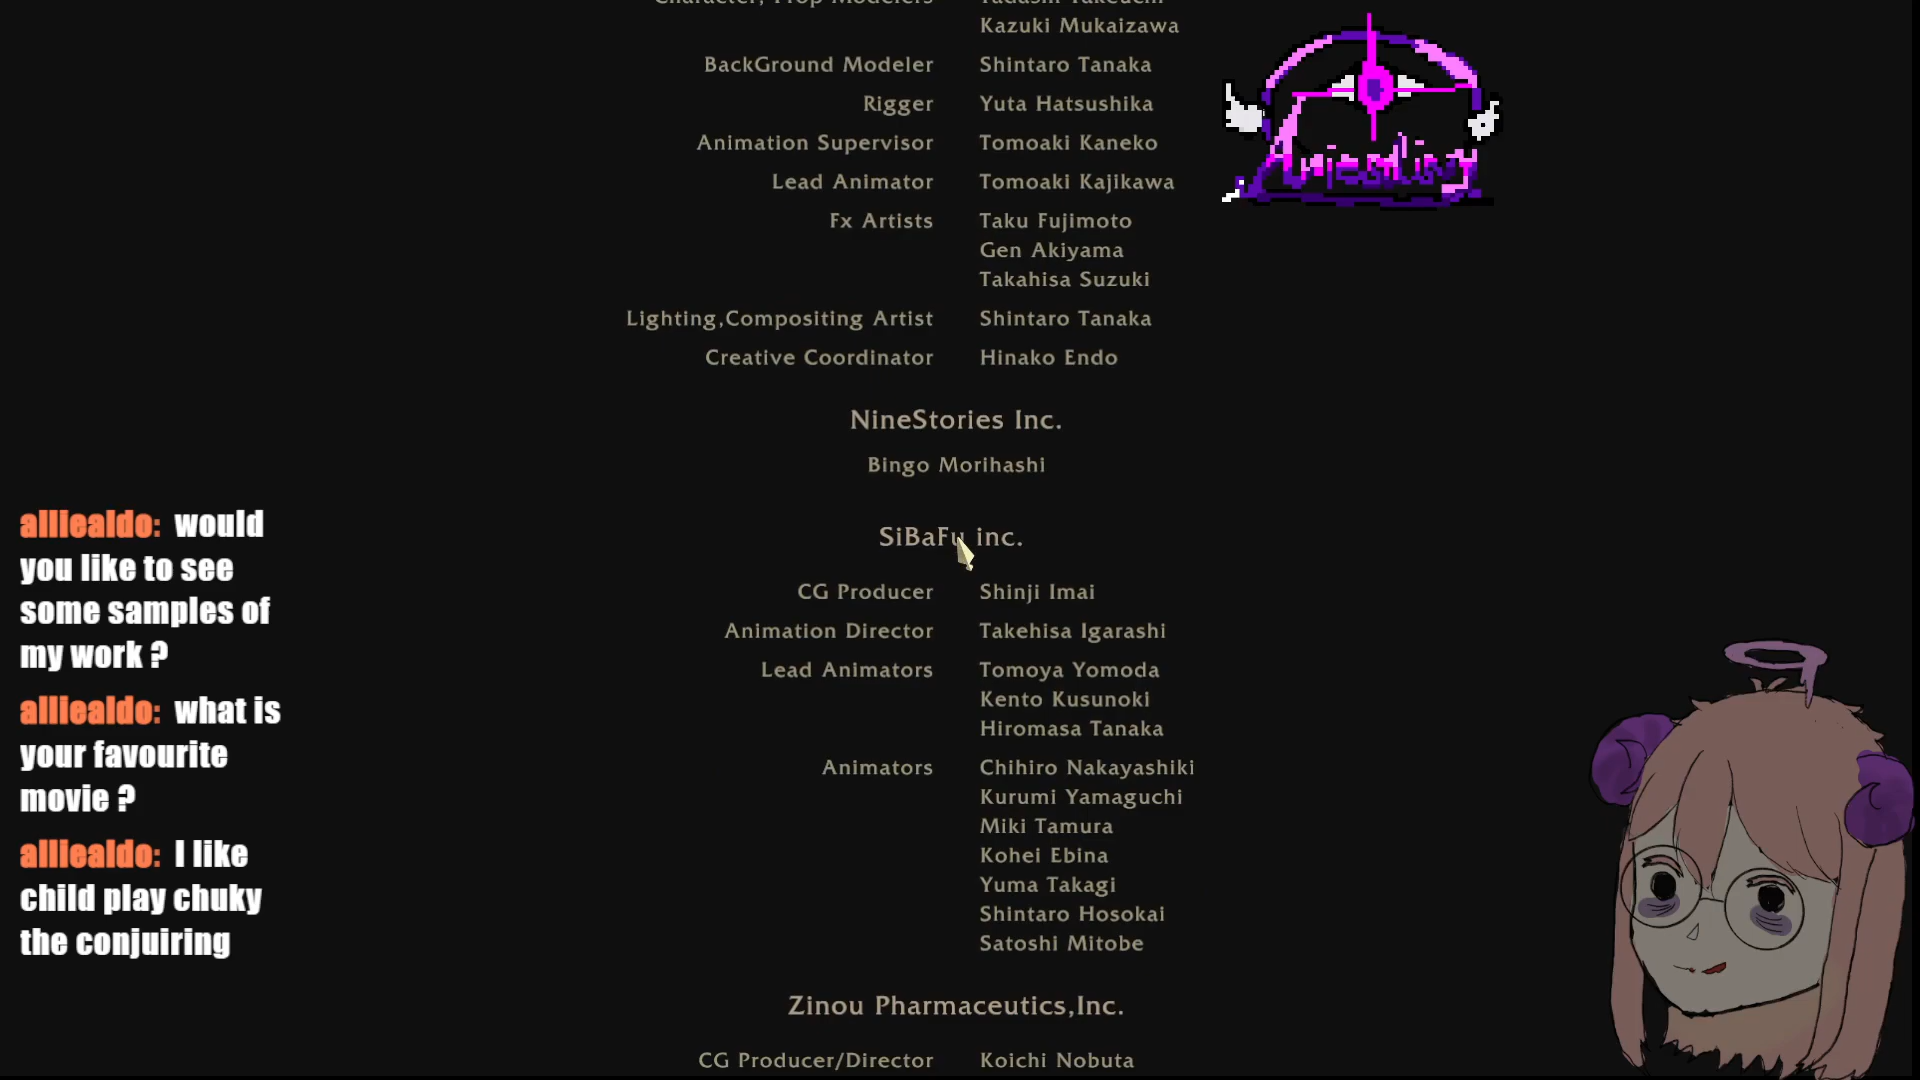 Kazuki Mukaizawa
BackGround Modeler Shintaro Tanaka
Rigger Yuta Hatsushika
Animation Supervisor Tomoaki Kaneko
Lead Animator Tomoaki Kajikawa
Fx Artists Taku Fujimoto
Gen Akiyama
Takahisa Suzuki
Lighting,Compositing Artist Shintaro Tanaka
Creative Coordinator Hinako Endo
NineStories Inc.
Bingo Morihashi
SiBaFu inc.
CG Producer Shinji Imai
Animation Director Takehisa Igarashi
Lead Animators Tomoya Yomoda
Kento Kusunoki
Hiromasa Tanaka
Animators Chihiro Nakayashiki
Kurumi Yamaguchi
Miki Tamura
Kohei Ebina
Yuma Takagi
Shintaro Hosokai
Satoshi Mitobe
Zinou Pharmaceutics,Inc.
CG Producer/Director Koichi Nobuta
alliealdo: would
you like to see
some samples of
my work ?
alliealdo: what is
your favourite
movie ?
alliealdo: I like
child play chuky
the conjuiring